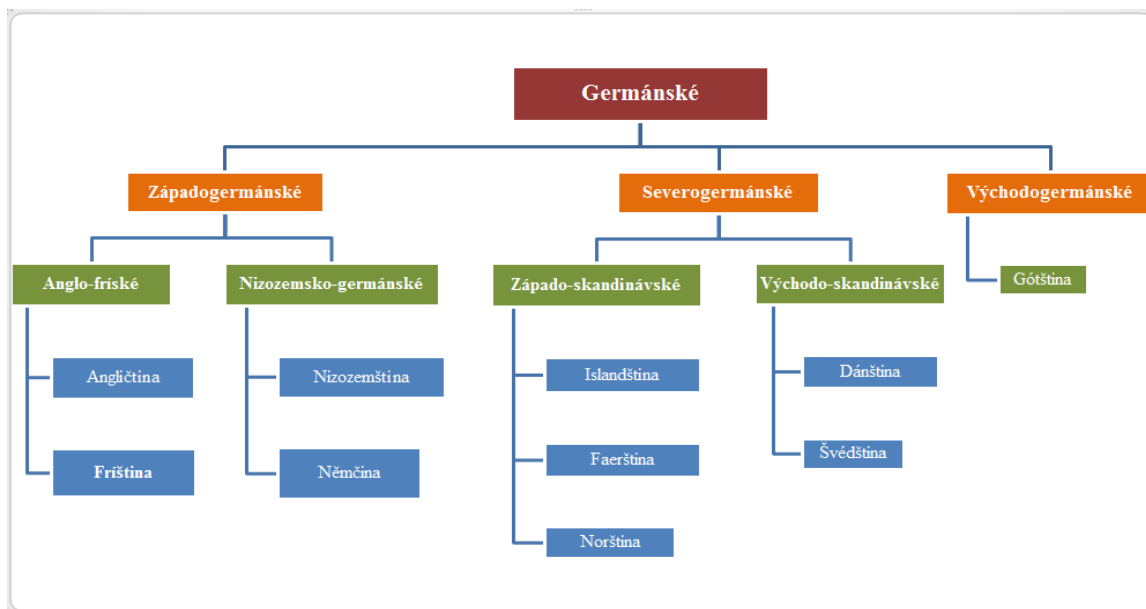 Germánské
Západogermánské
Severogermánské
Východogermánské
Anglo-fríské
Nizozemsko-germánské
Západo-skandinávské
Východo-skandinávské
Gótština
Angličtina
Nizozemština
Islandština
Dánština
Fríština
Němčina
Faerština
Švédština
Norština